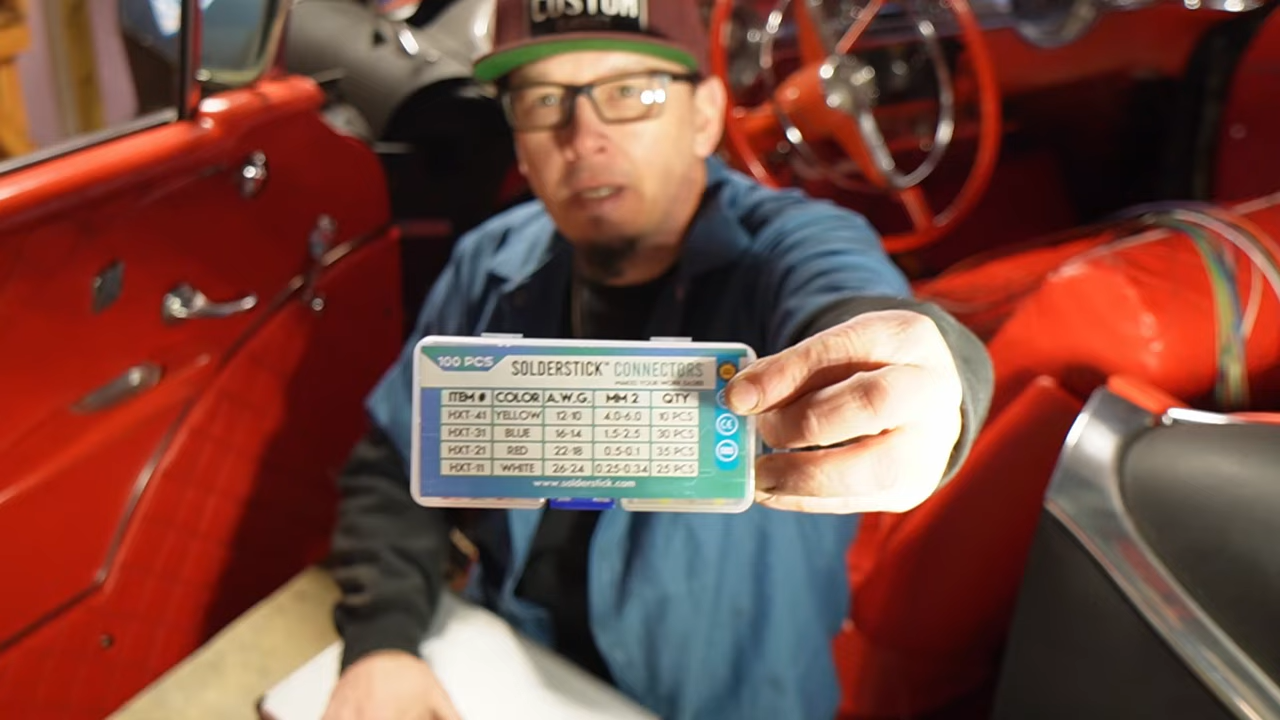 CUSTOM
100 PCS
SOLDERSTICK™ CONNECTORS
MAKES YOUR WORK EASIER
ITEM # COLOR A.W.G. MM 2 QTY
HXT-41 YELLOW 12-10 4.0-6.0 10 PCS
HXT-31 BLUE 16-14 1.5-2.5 30 PCS
HXT-21 RED 22-18 0.5-0.1 35 PCS
HXT-11 WHITE 26-24 0.25-0.34 25 PCS
www.solderstick.com